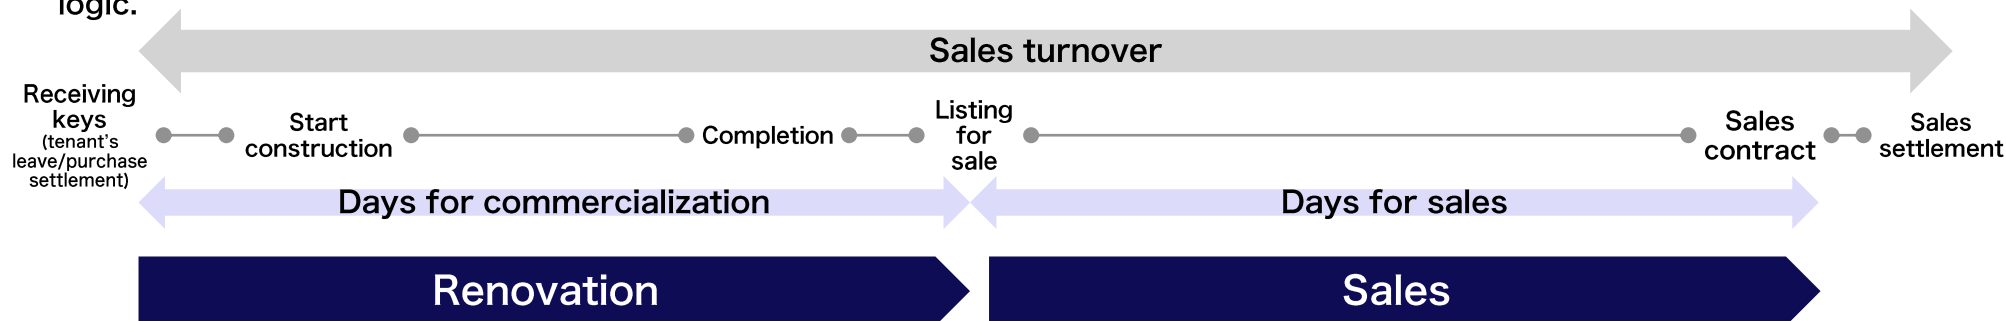 logic.
Sales turnover
Receiving
keys
(tenant's
leave/purchase
settlement)
Start
construction
Completion
Listing
for
sale
Sales
contract
Sales
settlement
Days for commercialization
Days for sales
Renovation
Sales